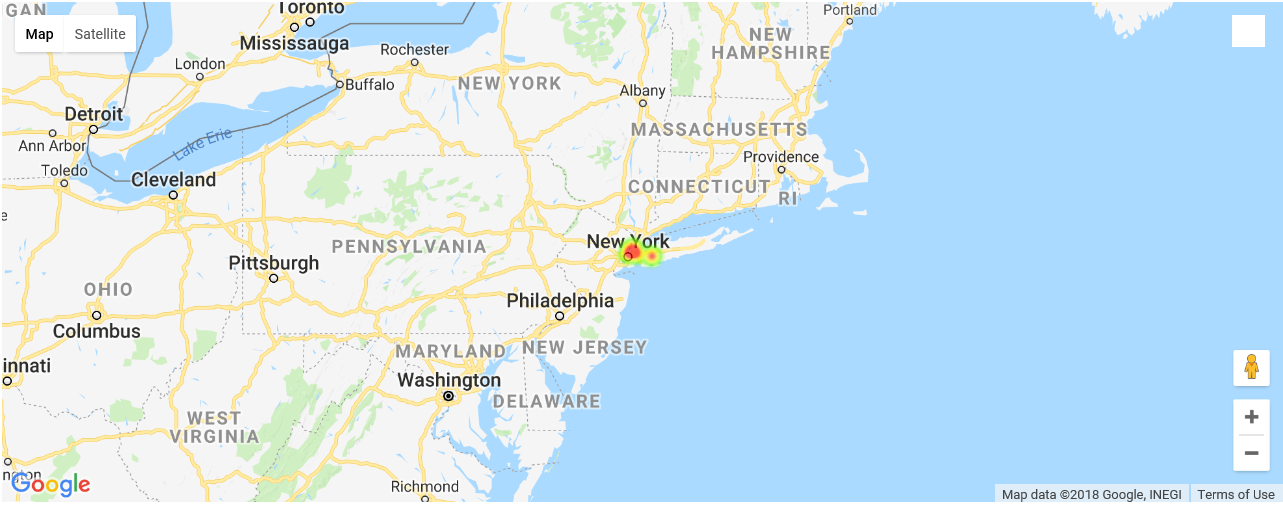 GAN
Toronto
Portland
Map
Satellite
Mississauga
NEW
HAMPSHIRE
Rochester
London
NEW YORK
Buffalo
Albany
Detroit
MASSACHUSETTS
Ann Arbor
Lake Erie
Providence
Toledo
Cleveland
CONNECTICUT
RI
e
New York
PENNSYLVANIA
Pittsburgh
OHIO
Philadelphia
Columbus
MARYLAND
NEW JERSEY
innati
Washington
DELAWARE
WEST
VIRGINIA
ngton
Google
Richmond
Map data ©2018 Google, INEGI
Terms of Use